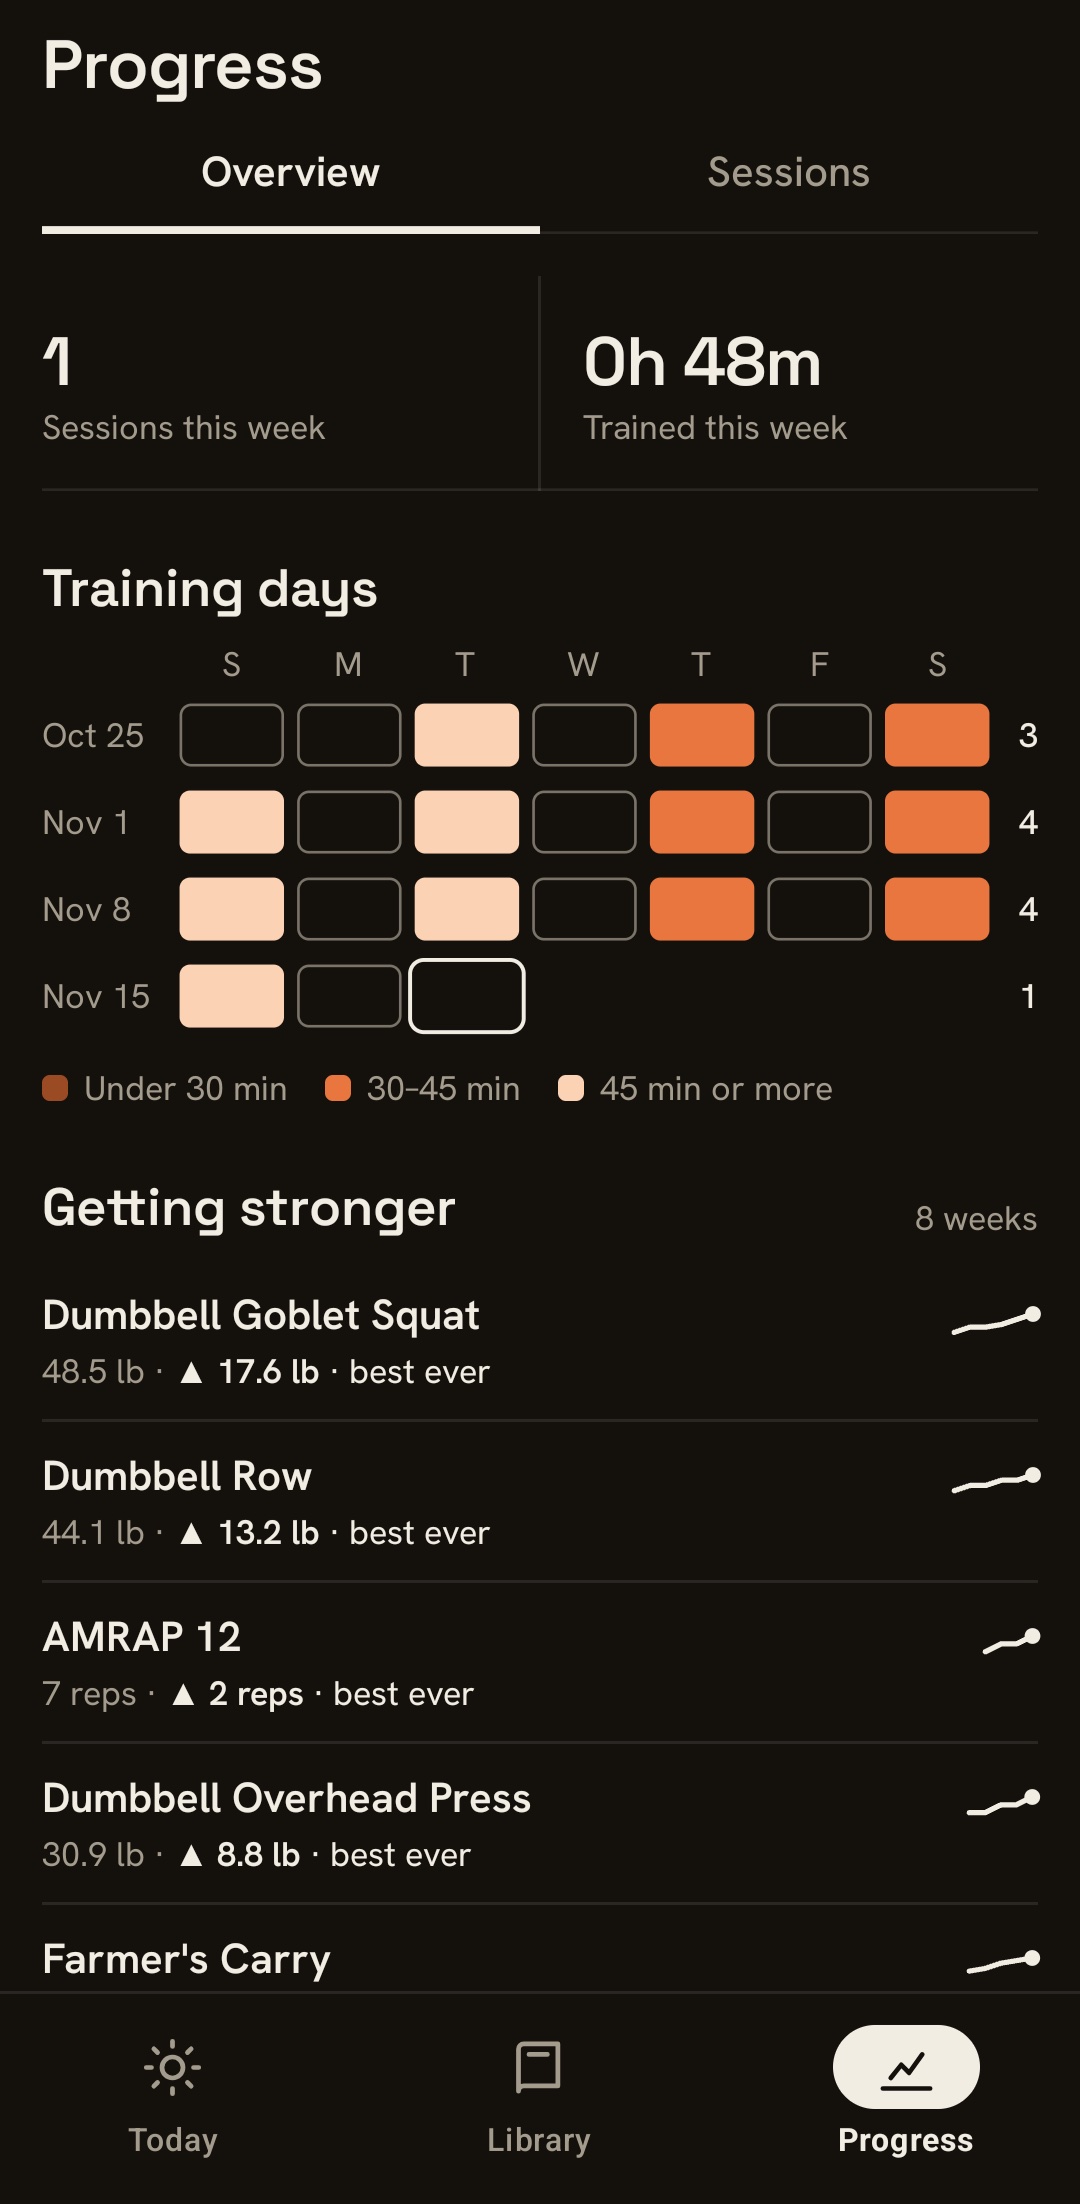 Progress
Overview Sessions
1 0h 48m
Sessions this week Trained this week
Training days
S M T W T F S
Oct 25 3
Nov 1 4
Nov 8 4
Nov 15 1
Under 30 min 30–45 min 45 min or more
Getting stronger 8 weeks
Dumbbell Goblet Squat
48.5 lb · ▲ 17.6 lb · best ever
Dumbbell Row
44.1 lb · ▲ 13.2 lb · best ever
AMRAP 12
7 reps · ▲ 2 reps · best ever
Dumbbell Overhead Press
30.9 lb · ▲ 8.8 lb · best ever
Farmer's Carry
Today Library Progress